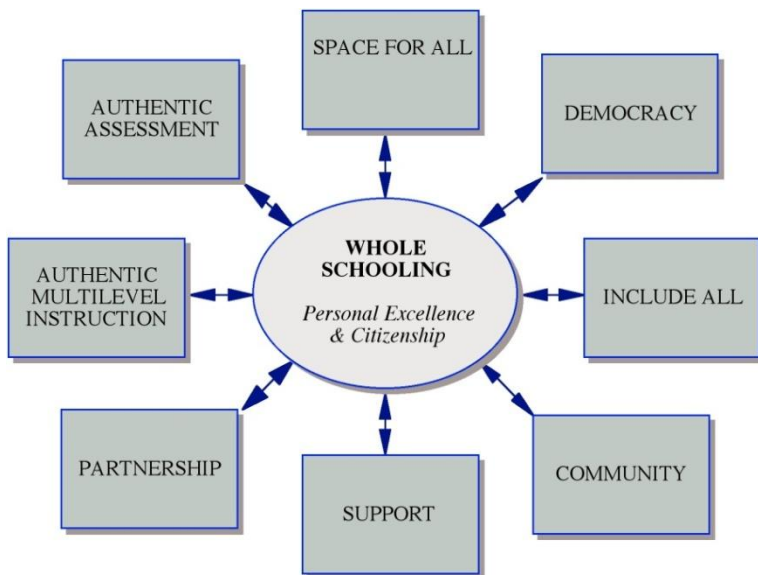 SPACE FOR ALL
AUTHENTIC
ASSESSMENT
DEMOCRACY
WHOLE
SCHOOLING
Personal Excellence
& Citizenship
AUTHENTIC
MULTILEVEL
INSTRUCTION
INCLUDE ALL
PARTNERSHIP
COMMUNITY
SUPPORT